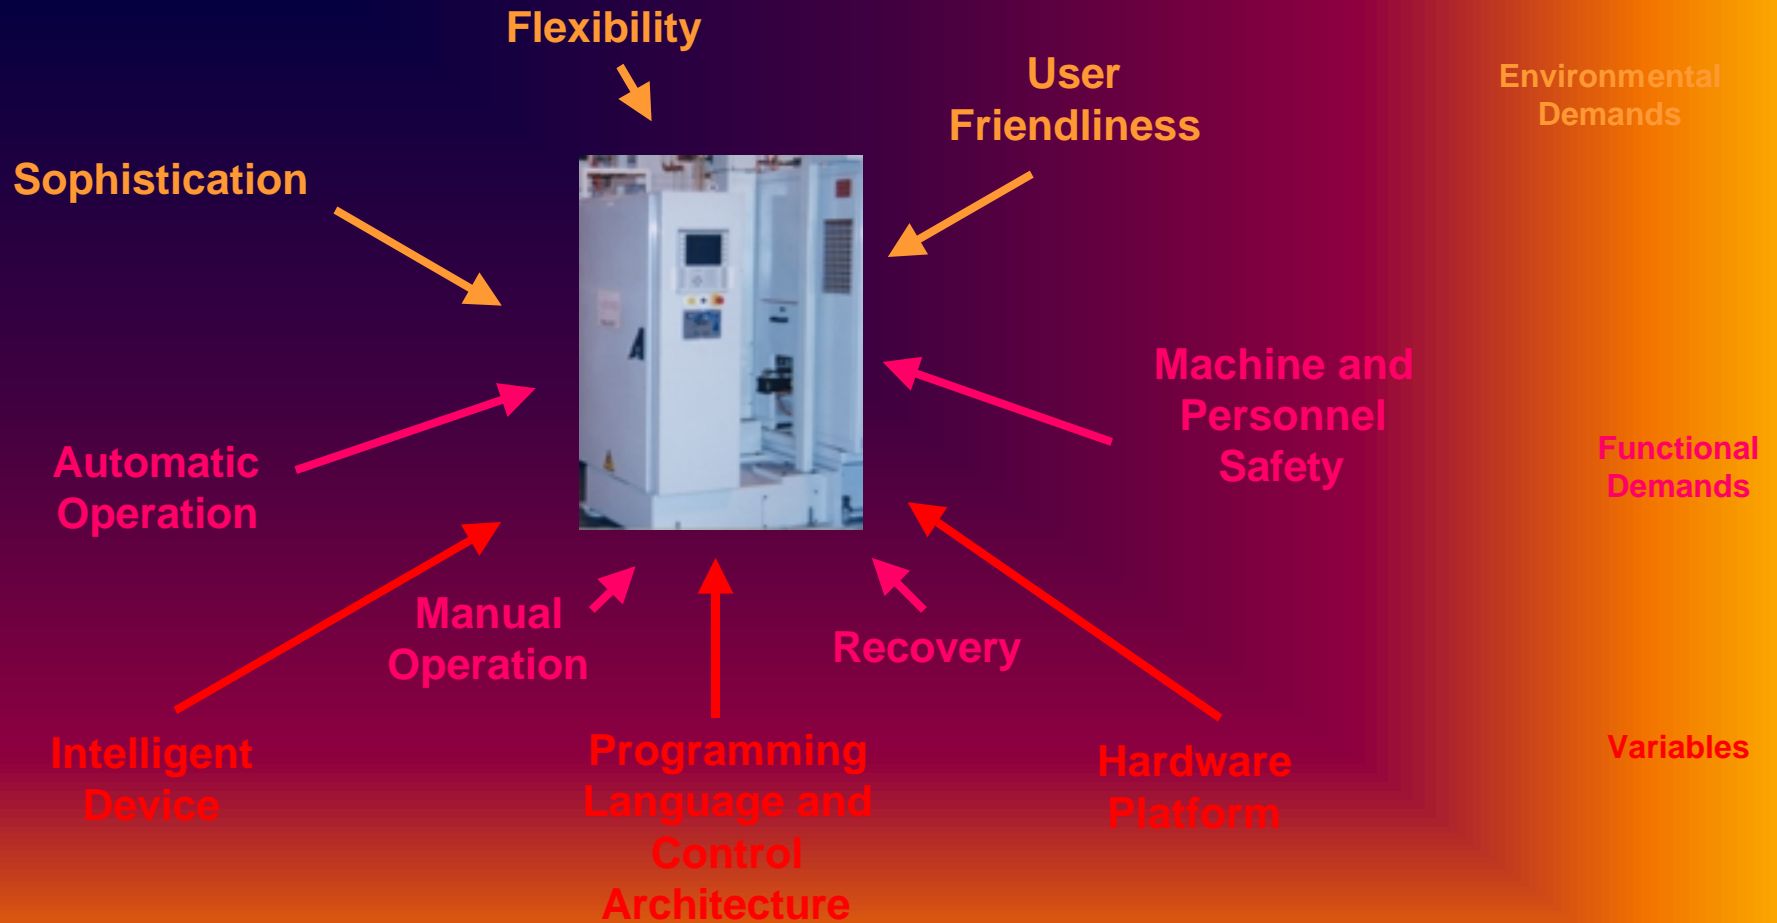 Flexibility
User
Friendliness
Environmental
Demands
Sophistication
Machine and
Personnel
Safety
Automatic
Operation
Functional
Demands
Manual
Operation
Recovery
Intelligent
Device
Programming
Language and
Control
Architecture
Hardware
Platform
Variables